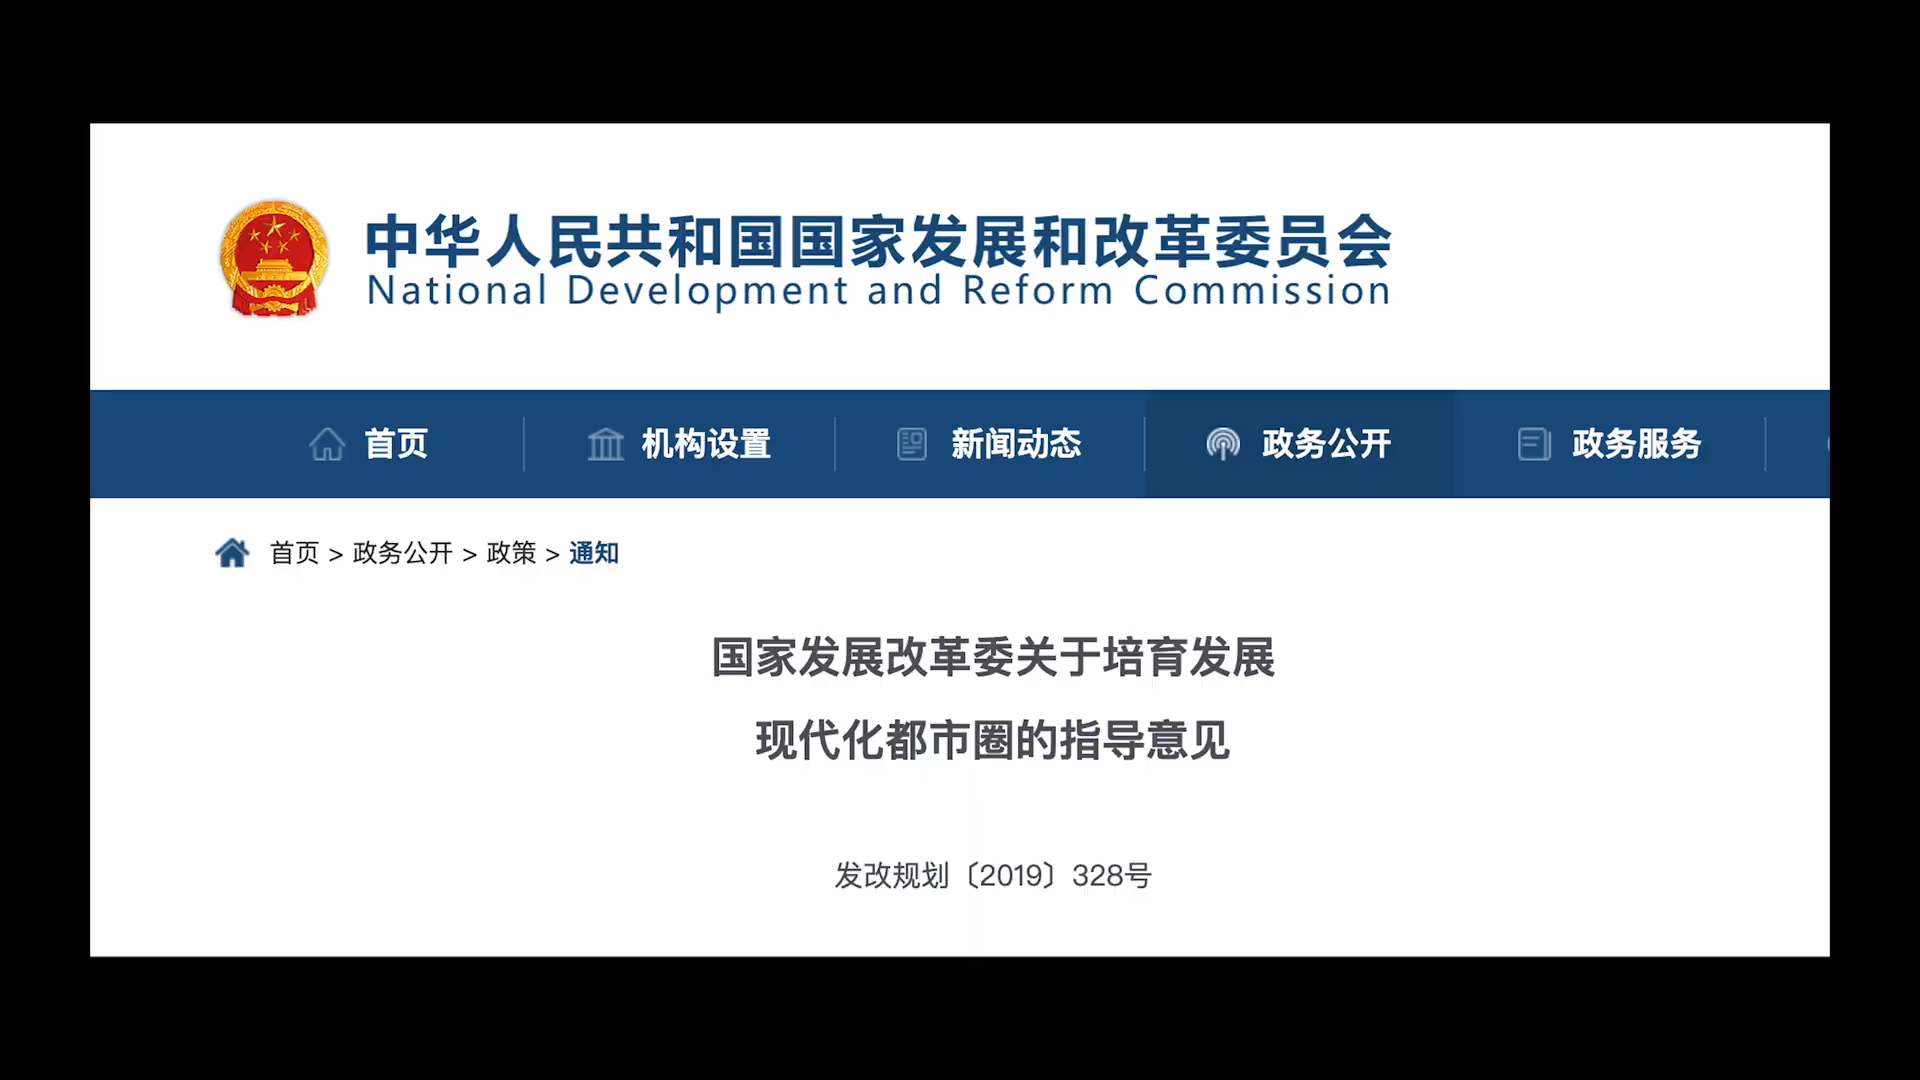 中华人民共和国国家发展和改革委员会
National Development and Reform Commission
首页 机构设置 新闻动态 政务公开 政务服务
首页 > 政务公开 > 政策 > 通知
国家发展改革委关于培育发展
现代化都市圈的指导意见
发改规划〔2019〕328号